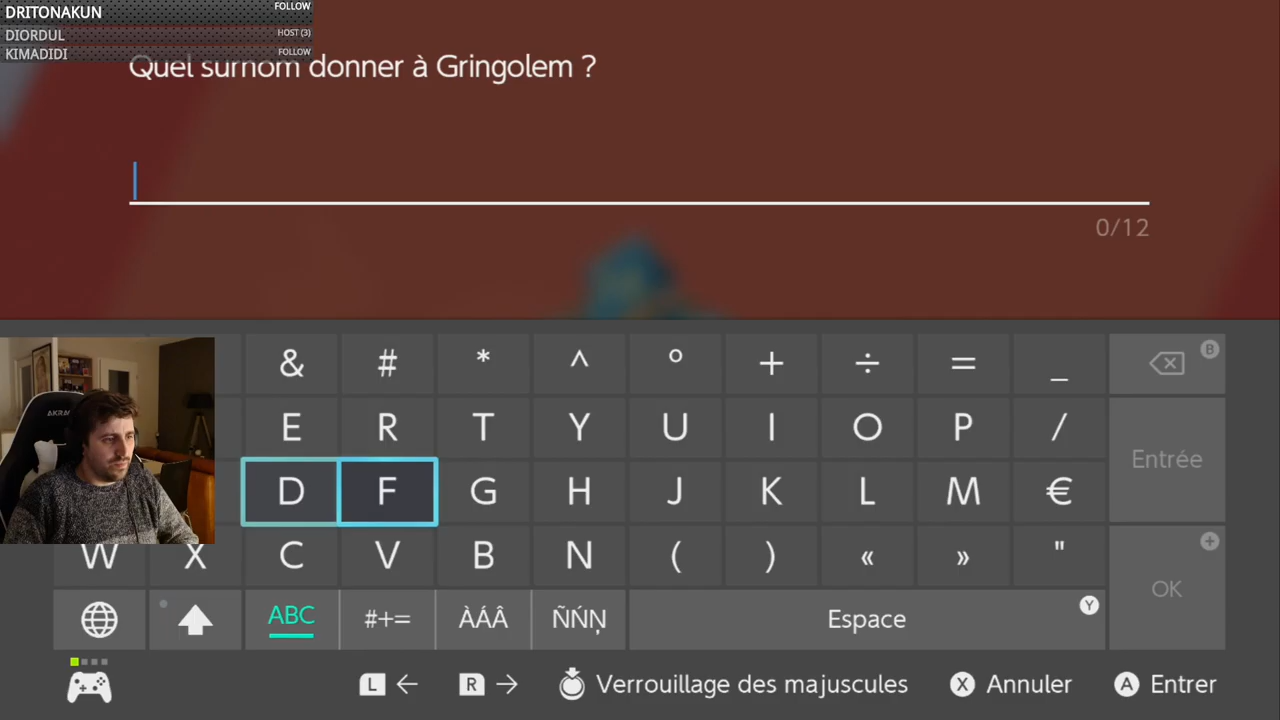 DRITONAKUN FOLLOW
DIORDUL HOST (3)
KIMADIDI FOLLOW
Quel surnom donner à Gringolem ?
0/12
& # * ^ ° + ÷ = _ B
E R T Y U I O P /
AKRA
Entrée
D F G H J K L M €
W X C V B N ( ) « » " +
OK
ABC #+= ÀÁÂ ÑŃŅ Espace Y
L ← R → Verrouillage des majuscules X Annuler A Entrer